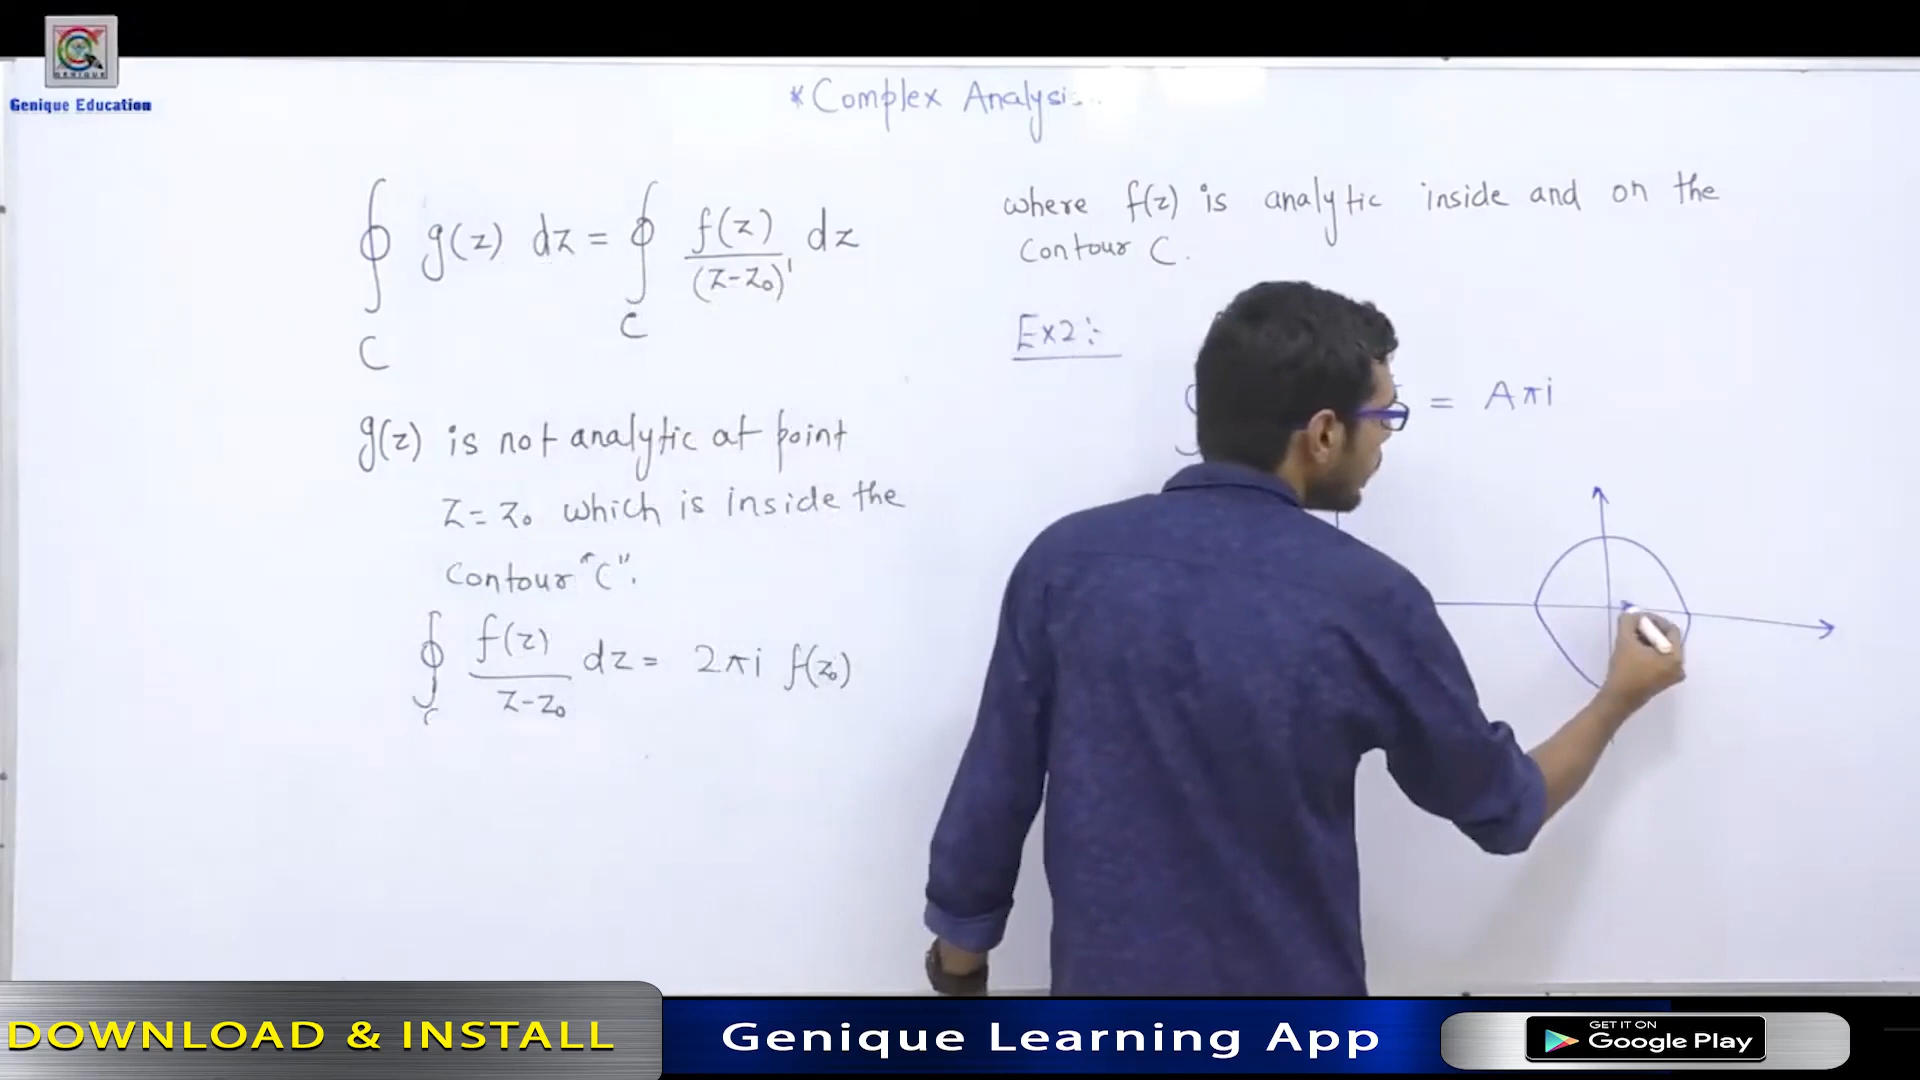 GENIQUE
Genique Education
*Complex Analysis..
∮ g(z) dz = ∮ f(z)/(z-z₀)¹ dz
C C
g(z) is not analytic at point
z = z₀ which is inside the
contour "C".
∮ f(z)/z-z₀ dz = 2πi f(z₀)
C
where f(z) is analytic inside and on the
contour C.
Ex2:
= Aπi
DOWNLOAD & INSTALL
Genique Learning App
GET IT ON
Google Play